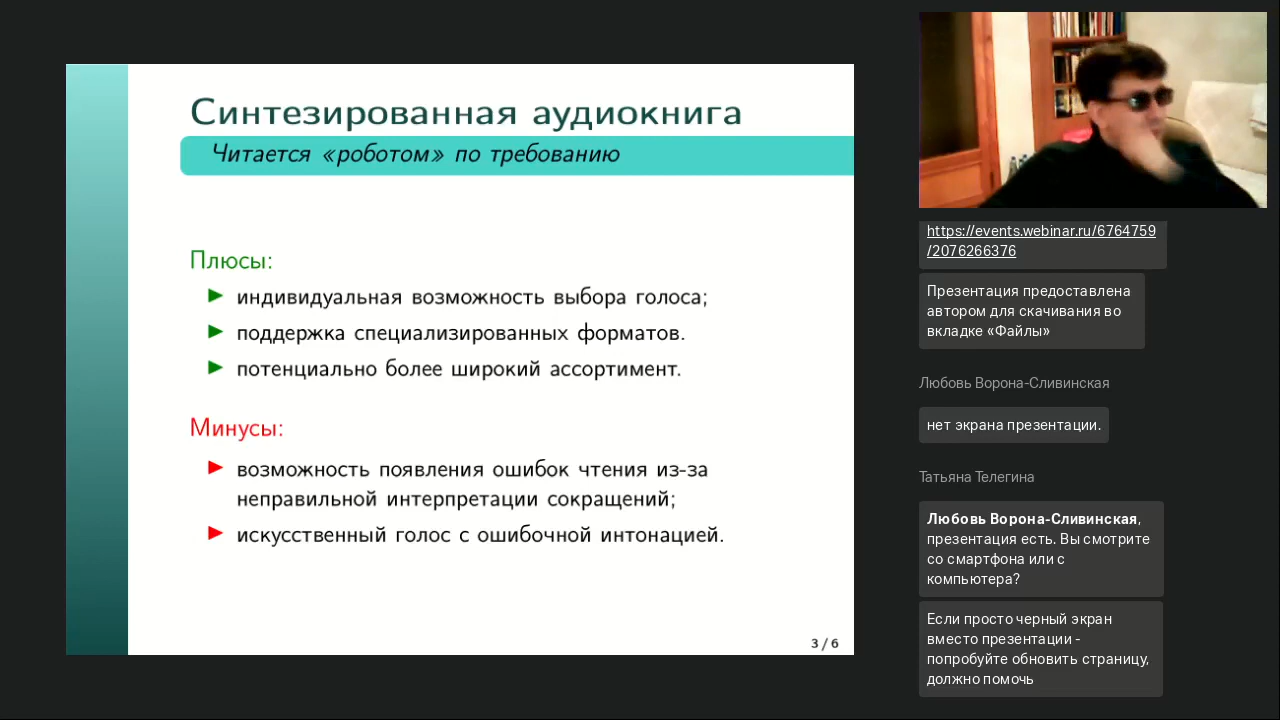 Синтезированная аудиокнига
Читается «роботом» по требованию
Плюсы:
индивидуальная возможность выбора голоса;
поддержка специализированных форматов.
потенциально более широкий ассортимент.
Минусы:
возможность появления ошибок чтения из-за
неправильной интерпретации сокращений;
искусственный голос с ошибочной интонацией.
3 / 6
https://events.webinar.ru/6764759
/2076266376
Презентация предоставлена
автором для скачивания во
вкладке «Файлы»
Любовь Ворона-Сливинская
нет экрана презентации.
Татьяна Телегина
Любовь Ворона-Сливинская,
презентация есть. Вы смотрите
со смартфона или с
компьютера?
Если просто черный экран
вместо презентации -
попробуйте обновить страницу,
должно помочь